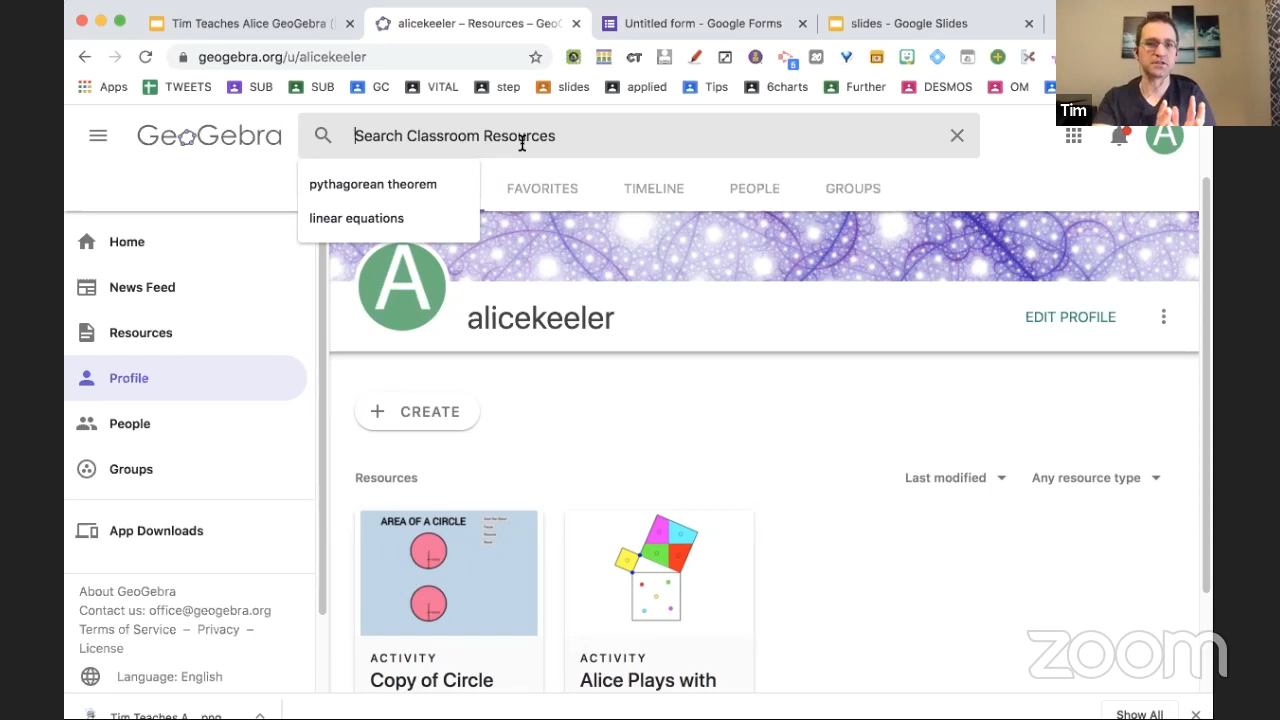 Tim Teaches Alice GeoGebra (
alicekeeler – Resources – Geo
Untitled form - Google Forms
slides - Google Slides
geogebra.org/u/alicekeeler
Apps
TWEETS
SUB
SUB
GC
VITAL
step
slides
applied
Tips
6charts
Further
DESMOS
OM
Tim
GeoGebra
Search Classroom Resources
A
pythagorean theorem
linear equations
FAVORITES
TIMELINE
PEOPLE
GROUPS
Home
News Feed
Resources
Profile
People
Groups
App Downloads
About GeoGebra
Contact us: office@geogebra.org
Terms of Service – Privacy –
License
Language: English
A
alicekeeler
EDIT PROFILE
+ CREATE
Resources
Last modified
Any resource type
AREA OF A CIRCLE
ACTIVITY
Copy of Circle
ACTIVITY
Alice Plays with
zoom
Tim Teaches A....png
Show All